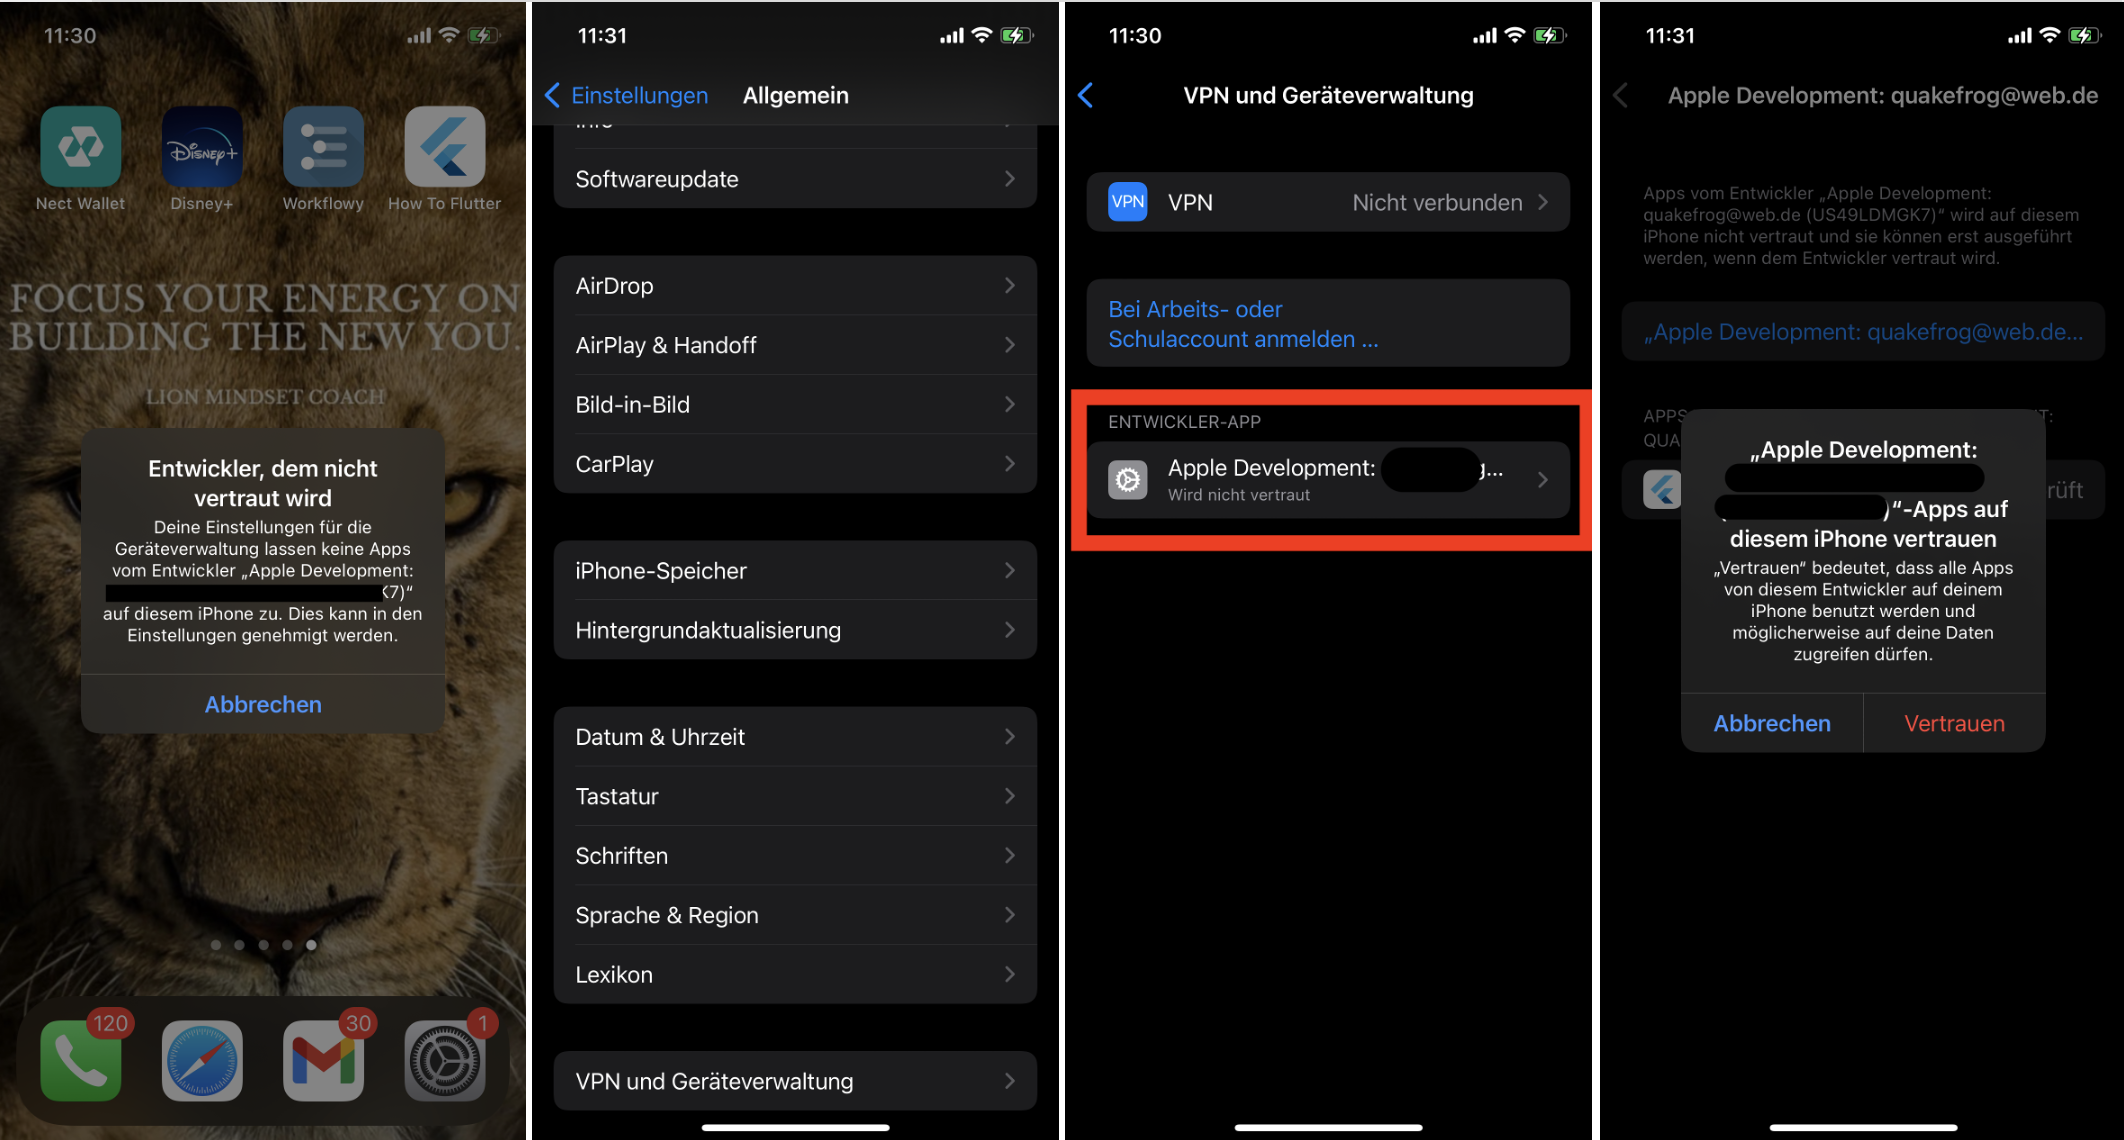 11:30
Nect Wallet
Disney+
Disney+
Workflowy
How To Flutter
FOCUS YOUR ENERGY ON
BUILDING THE NEW YOU.
LION MINDSET COACH
Entwickler, dem nicht
vertraut wird
Deine Einstellungen für die
Geräteverwaltung lassen keine Apps
vom Entwickler „Apple Development:
K7)“
auf diesem iPhone zu. Dies kann in den
Einstellungen genehmigt werden.
Abbrechen
120
30
1
11:31
Einstellungen
Allgemein
Info
Softwareupdate
AirDrop
AirPlay & Handoff
Bild-in-Bild
CarPlay
iPhone-Speicher
Hintergrundaktualisierung
Datum & Uhrzeit
Tastatur
Schriften
Sprache & Region
Lexikon
VPN und Geräteverwaltung
11:30
VPN und Geräteverwaltung
VPN
VPN
Nicht verbunden
Bei Arbeits- oder
Schulaccount anmelden ...
ENTWICKLER-APP
Apple Development: g...
Wird nicht vertraut
11:31
Apple Development: quakefrog@web.de
Apps vom Entwickler „Apple Development:
quakefrog@web.de (US49LDMGK7)“ wird auf diesem
iPhone nicht vertraut und sie können erst ausgeführt
werden, wenn dem Entwickler vertraut wird.
„Apple Development: quakefrog@web.de...
APPS T:
QUA
rüft
„Apple Development:
)“-Apps auf
diesem iPhone vertrauen
„Vertrauen“ bedeutet, dass alle Apps
von diesem Entwickler auf deinem
iPhone benutzt werden und
möglicherweise auf deine Daten
zugreifen dürfen.
Abbrechen
Vertrauen